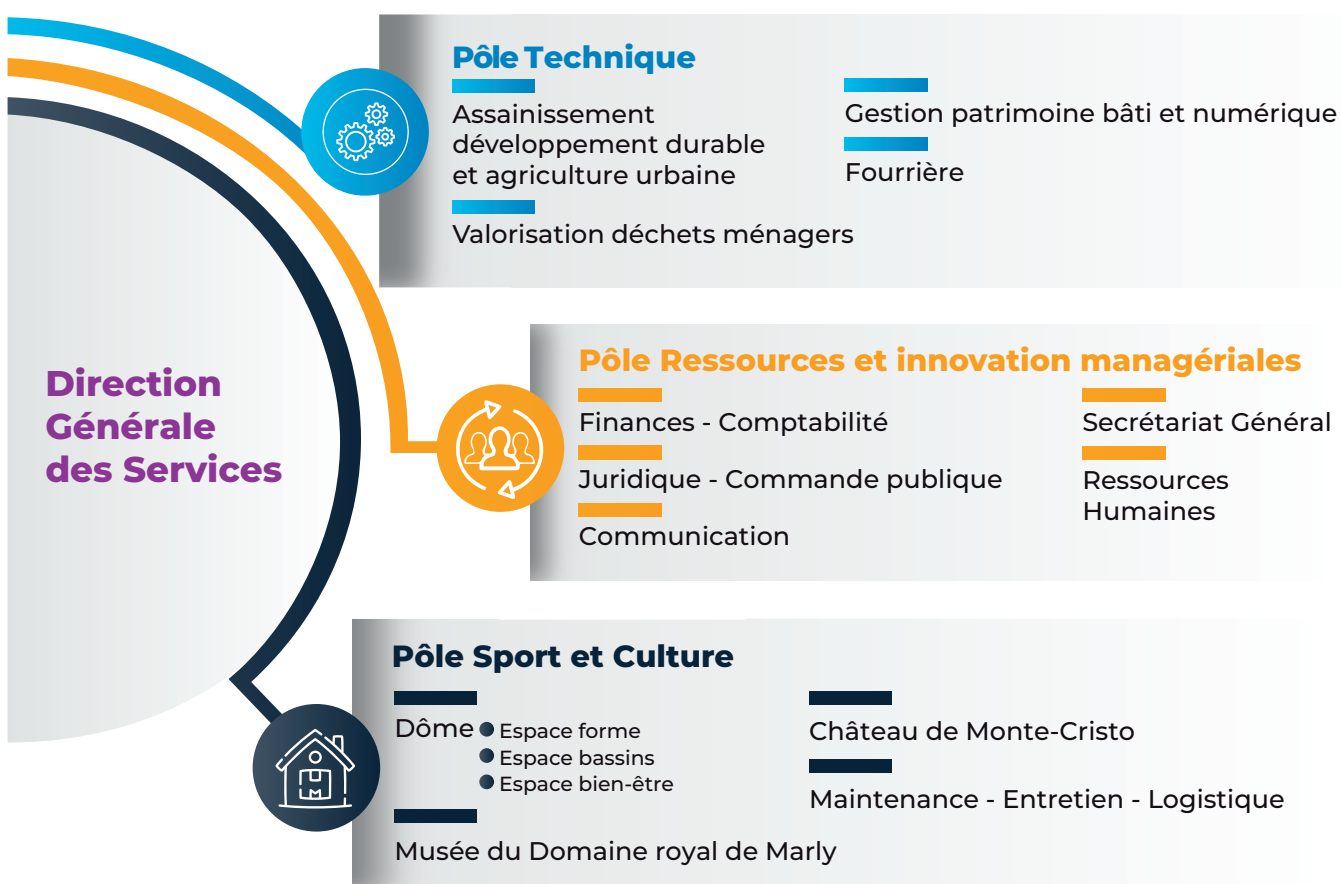 Direction
Générale
des Services
Pôle Technique
Assainissement
développement durable
et agriculture urbaine
Valorisation déchets ménagers
Gestion patrimoine bâti et numérique
Fourrière
Pôle Ressources et innovation managériales
Finances - Comptabilité
Juridique - Commande publique
Communication
Secrétariat Général
Ressources
Humaines
Pôle Sport et Culture
Dôme
Espace forme
Espace bassins
Espace bien-être
Musée du Domaine royal de Marly
Château de Monte-Cristo
Maintenance - Entretien - Logistique